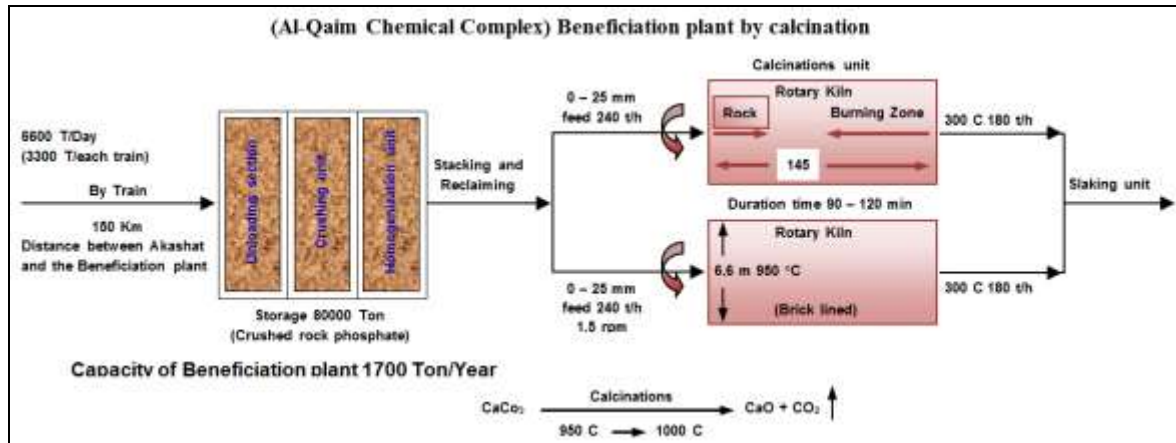 (Al-Qaim Chemical Complex) Beneficiation plant by calcination
6600 T/Day
(3300 T/each train)
By Train
150 Km
Distance between Akashat
and the Beneficiation plant
Unloading section
Crushing unit
Homogenization unit
Storage 80000 Ton
(Crushed rock phosphate)
Stacking and
Reclaiming
0 – 25 mm
feed 240 t/h
Calcinations unit
Rotary Kiln
Rock
Burning Zone
145
300 C 180 t/h
Duration time 90 – 120 min
0 – 25 mm
feed 240 t/h
1.5 rpm
Rotary Kiln
6.6 m 950 °C
(Brick lined)
300 C 180 t/h
Slaking unit
Capacity of Beneficiation plant 1700 Ton/Year
CaCo₃
Calcinations
950 C → 1000 C
CaO + CO₂ ↑